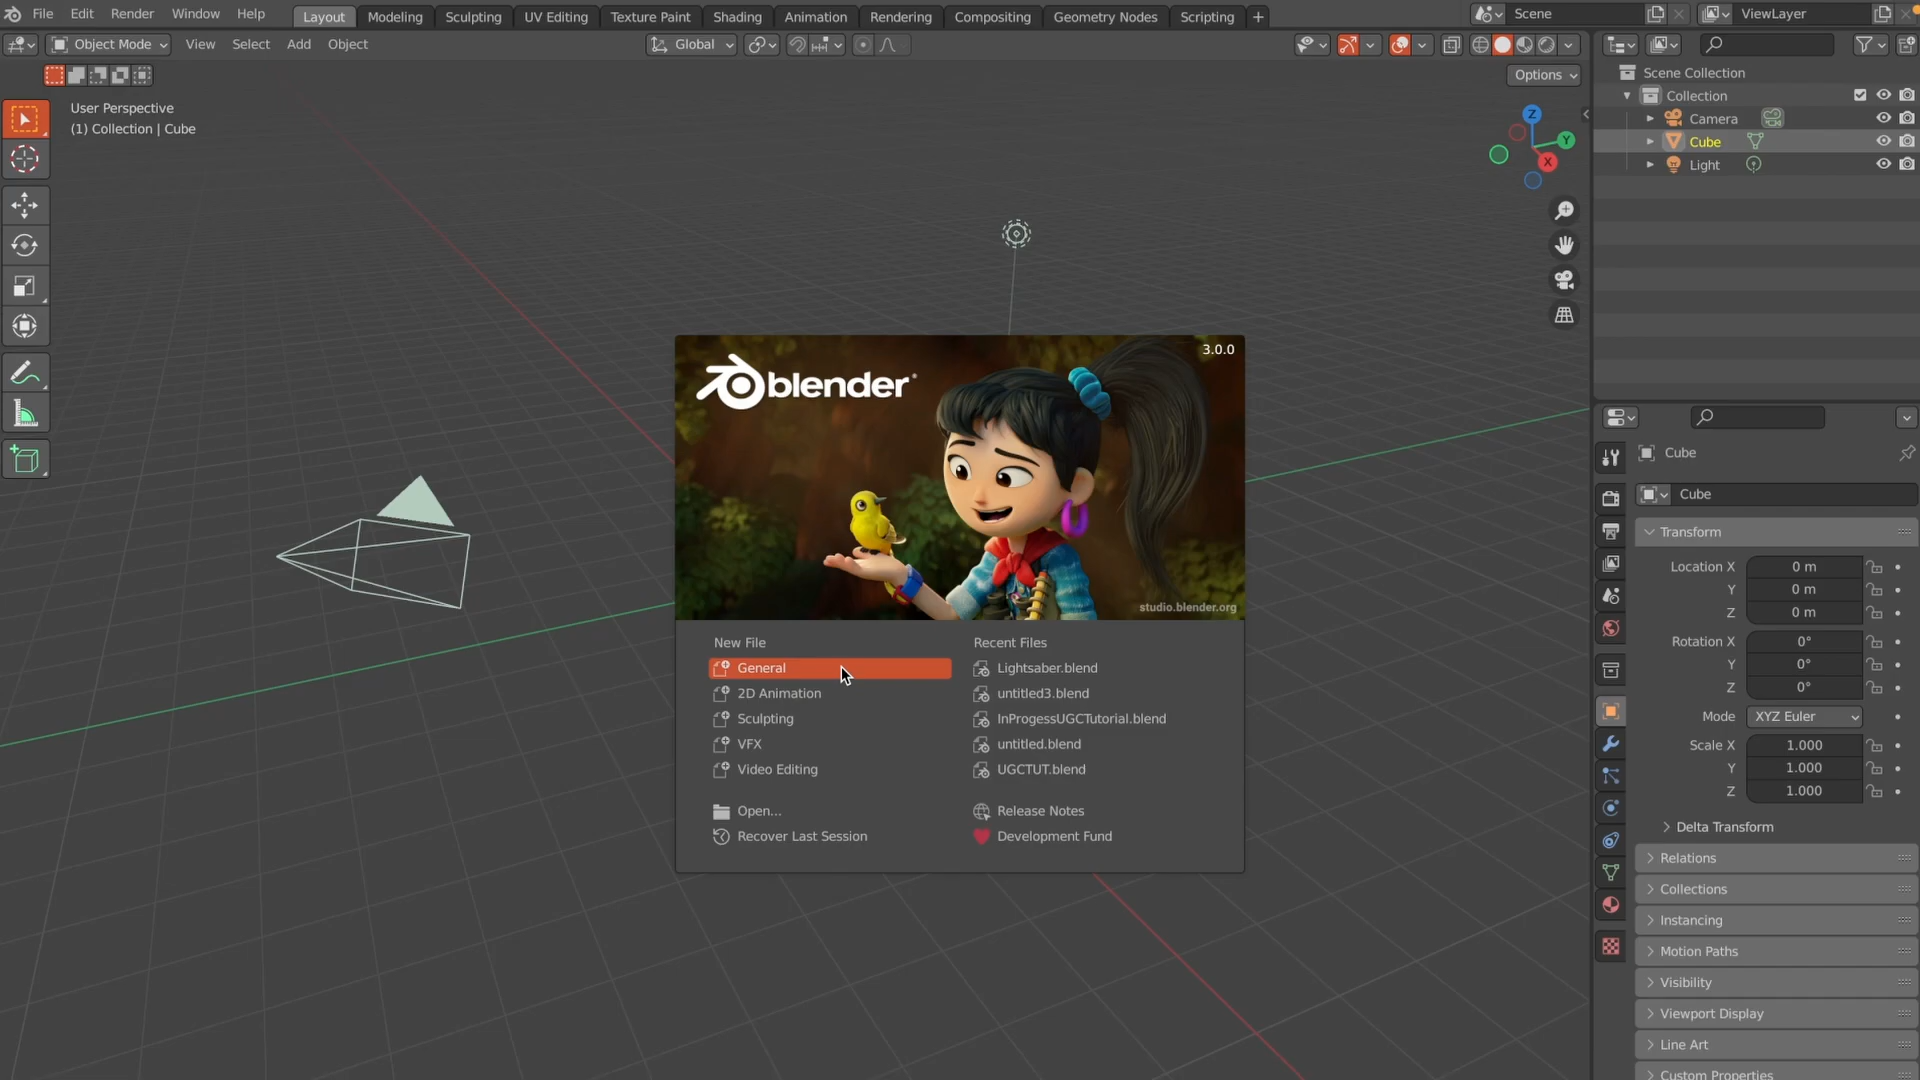 File Edit Render Window Help Layout Modeling Sculpting UV Editing Texture Paint Shading Animation Rendering Compositing Geometry Nodes Scripting + Scene ViewLayer
Object Mode View Select Add Object Global
Options
User Perspective
(1) Collection | Cube
Z
Y
X
Scene Collection
Collection
Camera
Cube
Light
3.0.0
blender
studio.blender.org
New File
General
2D Animation
Sculpting
VFX
Video Editing
Open...
Recover Last Session
Recent Files
Lightsaber.blend
untitled3.blend
InProgessUGCTutorial.blend
untitled.blend
UGCTUT.blend
Release Notes
Development Fund
Cube
Cube
Transform
Location X 0 m
Y 0 m
Z 0 m
Rotation X 0°
Y 0°
Z 0°
Mode XYZ Euler
Scale X 1.000
Y 1.000
Z 1.000
Delta Transform
Relations
Collections
Instancing
Motion Paths
Visibility
Viewport Display
Line Art
Custom Properties